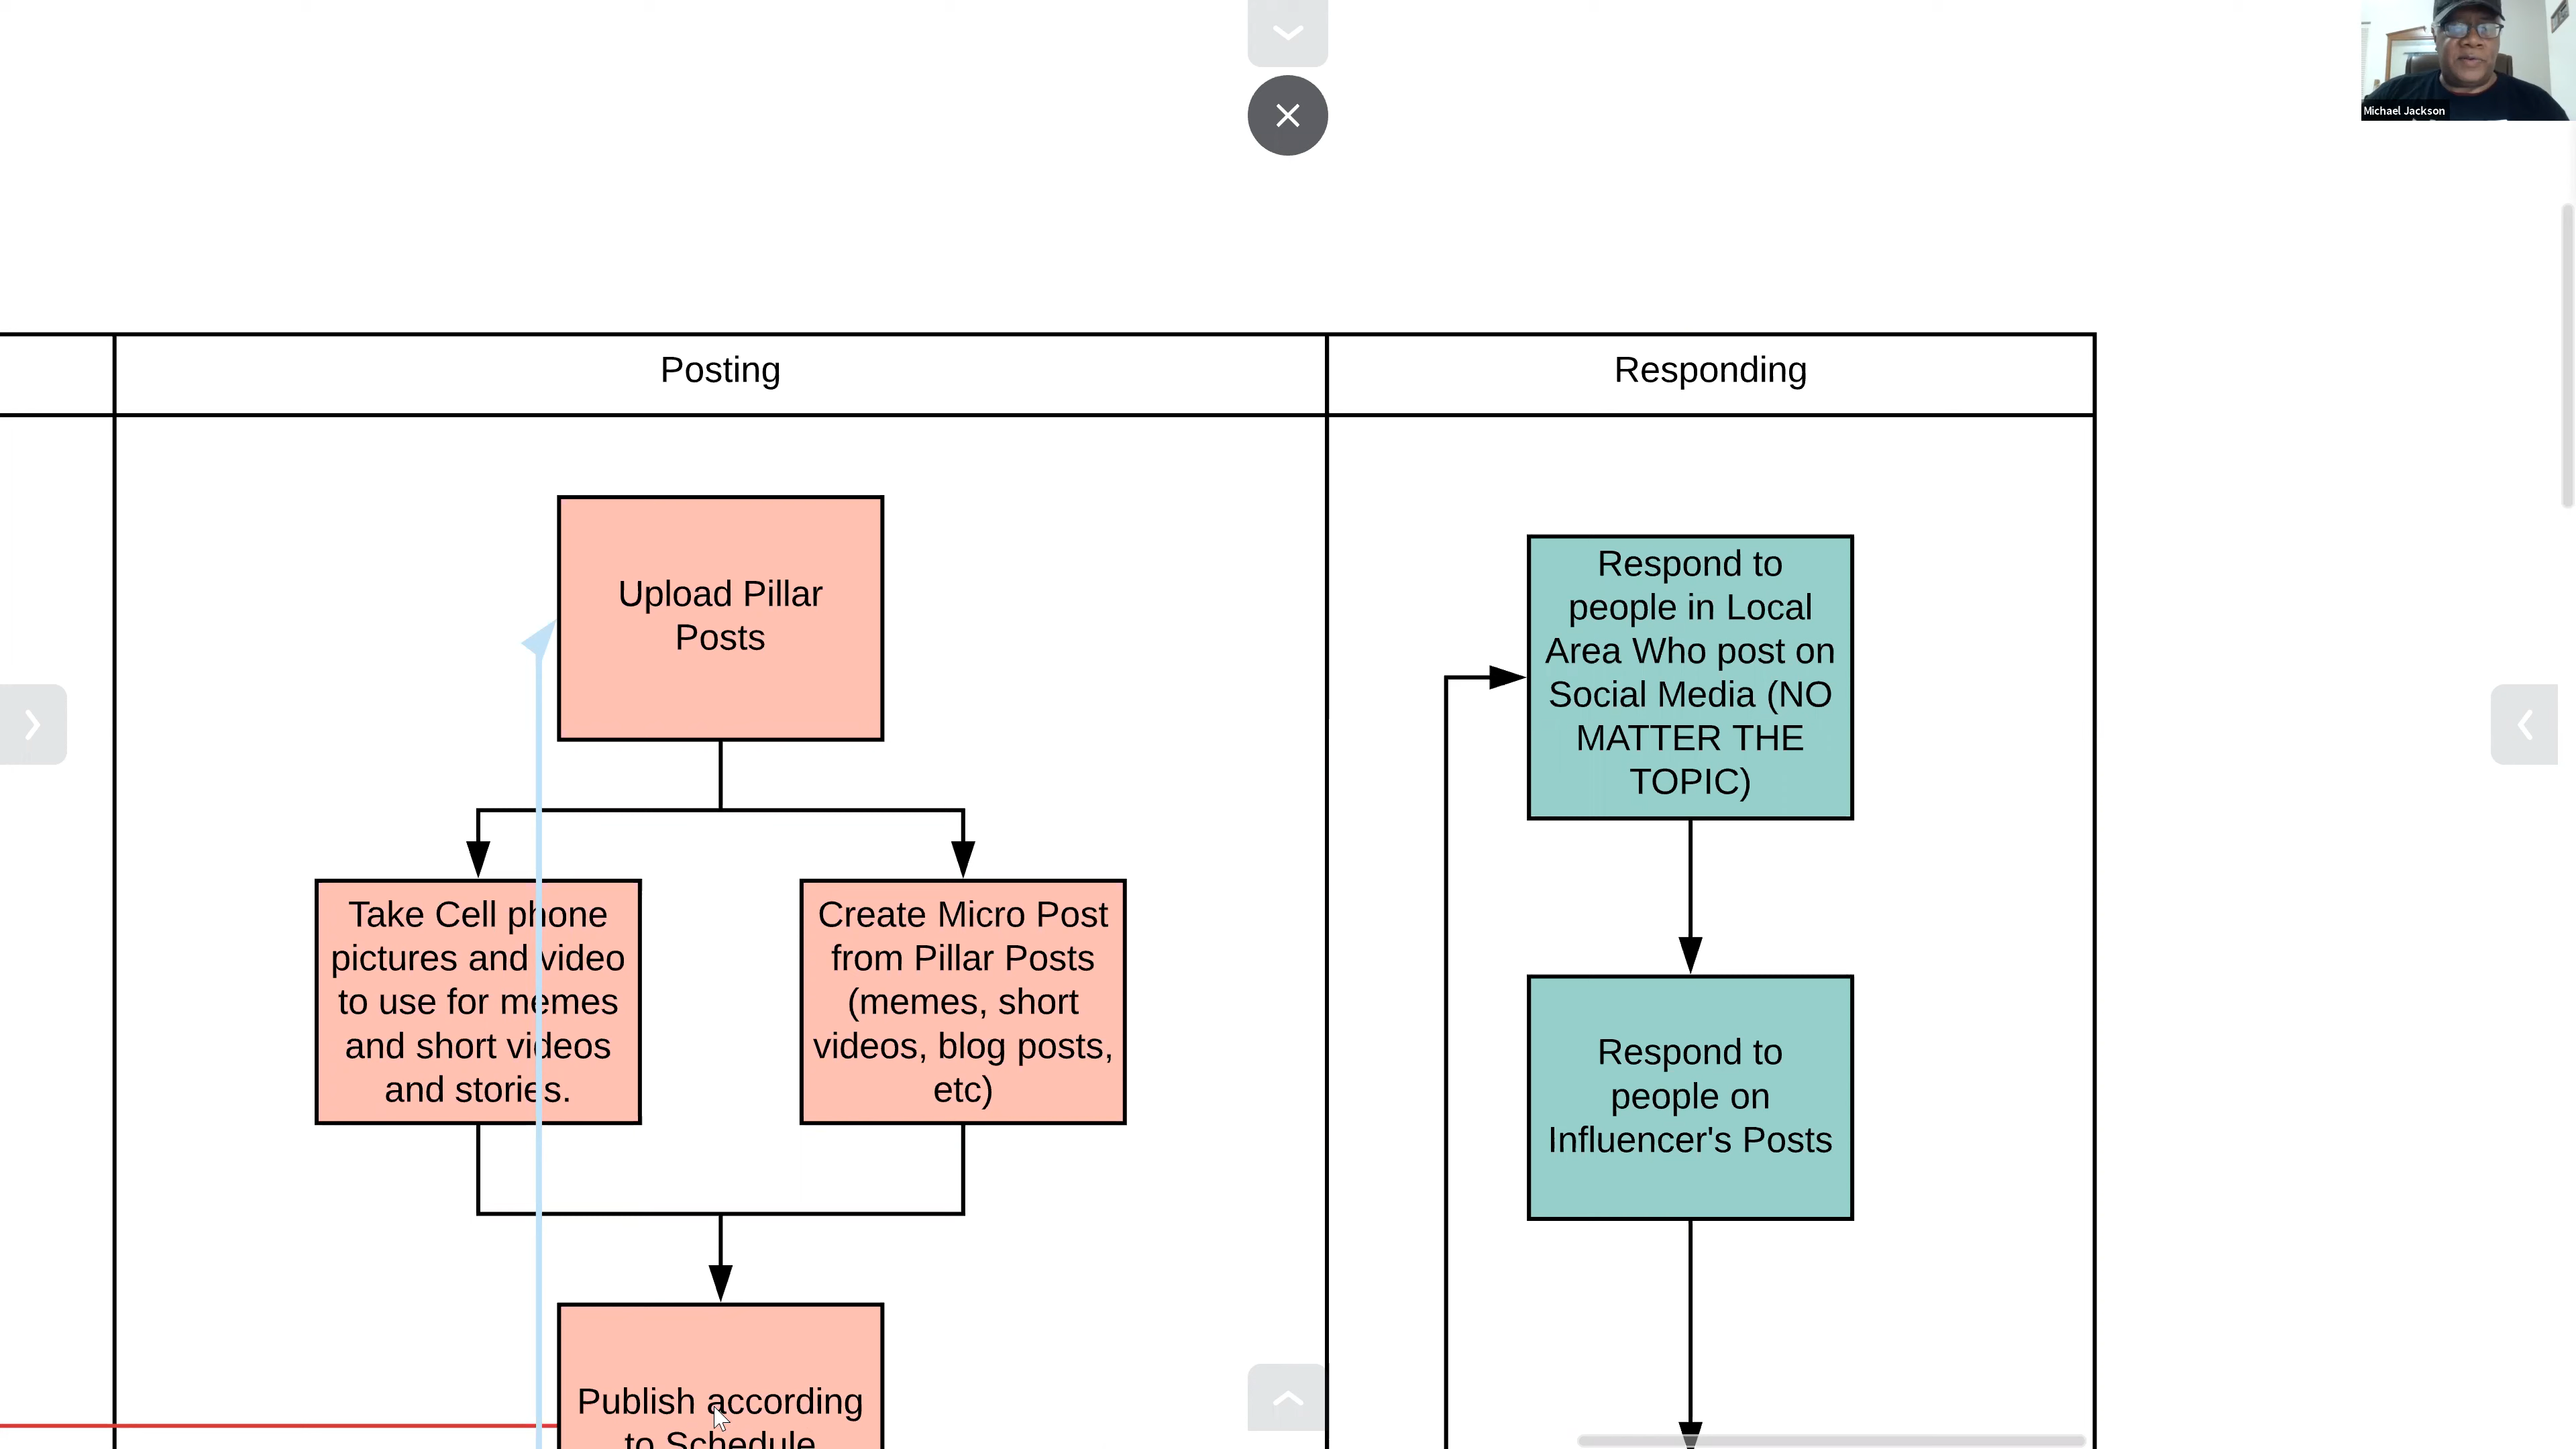 Michael Jackson
Posting
Responding
Upload Pillar
Posts
Take Cell phone
pictures and video
to use for memes
and short videos
and stories.
Create Micro Post
from Pillar Posts
(memes, short
videos, blog posts,
etc)
Publish according
to Schedule
Respond to
people in Local
Area Who post on
Social Media (NO
MATTER THE
TOPIC)
Respond to
people on
Influencer's Posts